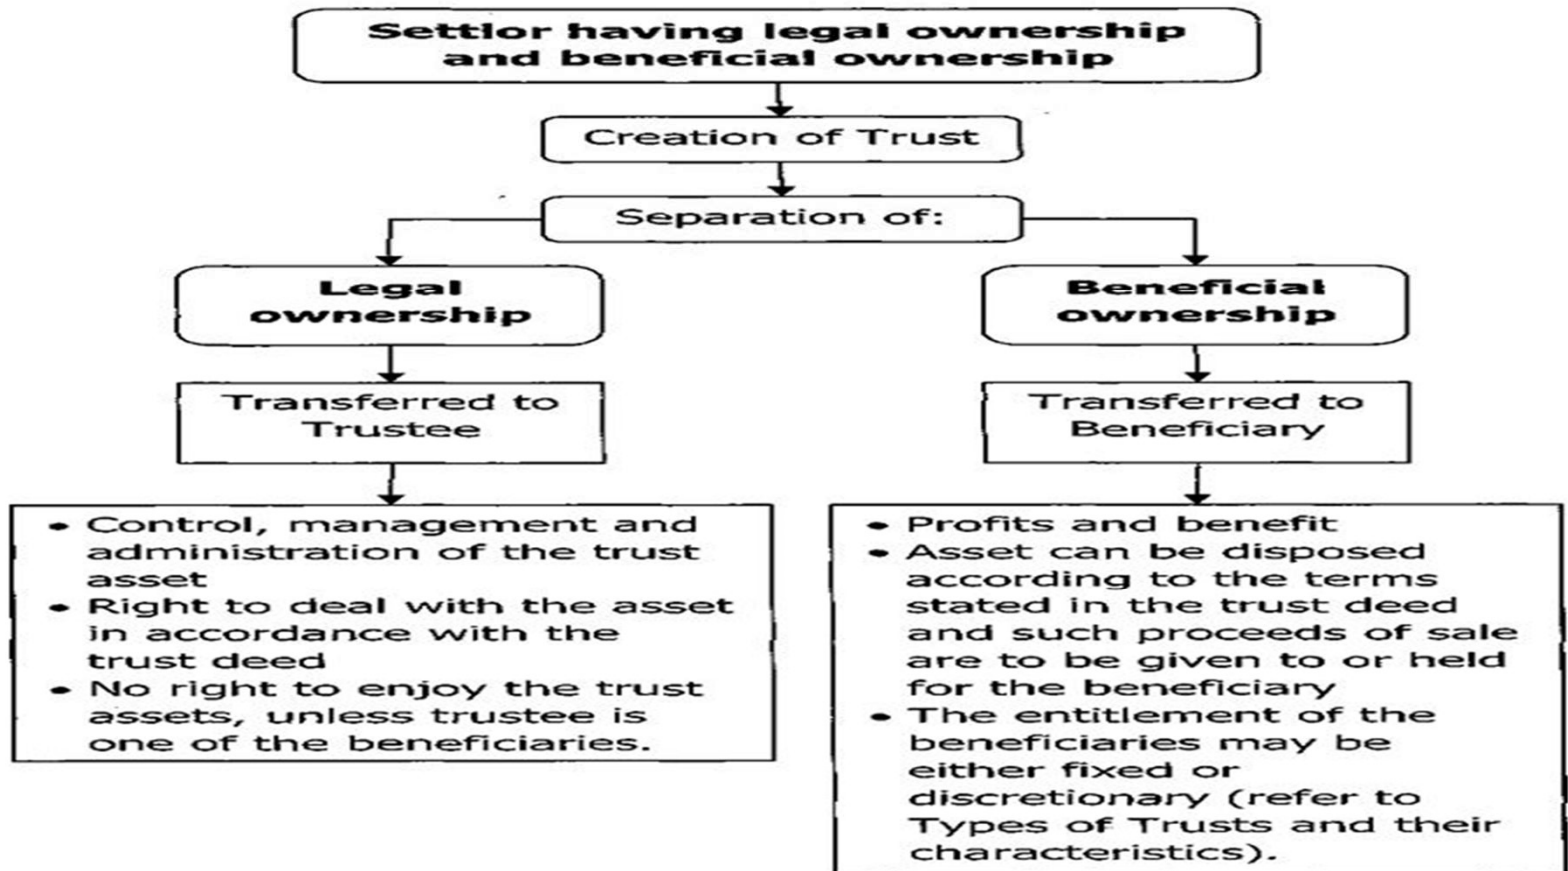 Settlor having legal ownership
and beneficial ownership
Creation of Trust
Separation of:
Legal
ownership
Transferred to
Trustee
• Control, management and
administration of the trust
asset
• Right to deal with the asset
in accordance with the
trust deed
• No right to enjoy the trust
assets, unless trustee is
one of the beneficiaries.
Beneficial
ownership
Transferred to
Beneficiary
• Profits and benefit
• Asset can be disposed
according to the terms
stated in the trust deed
and such proceeds of sale
are to be given to or held
for the beneficiary
• The entitlement of the
beneficiaries may be
either fixed or
discretionary (refer to
Types of Trusts and their
characteristics).